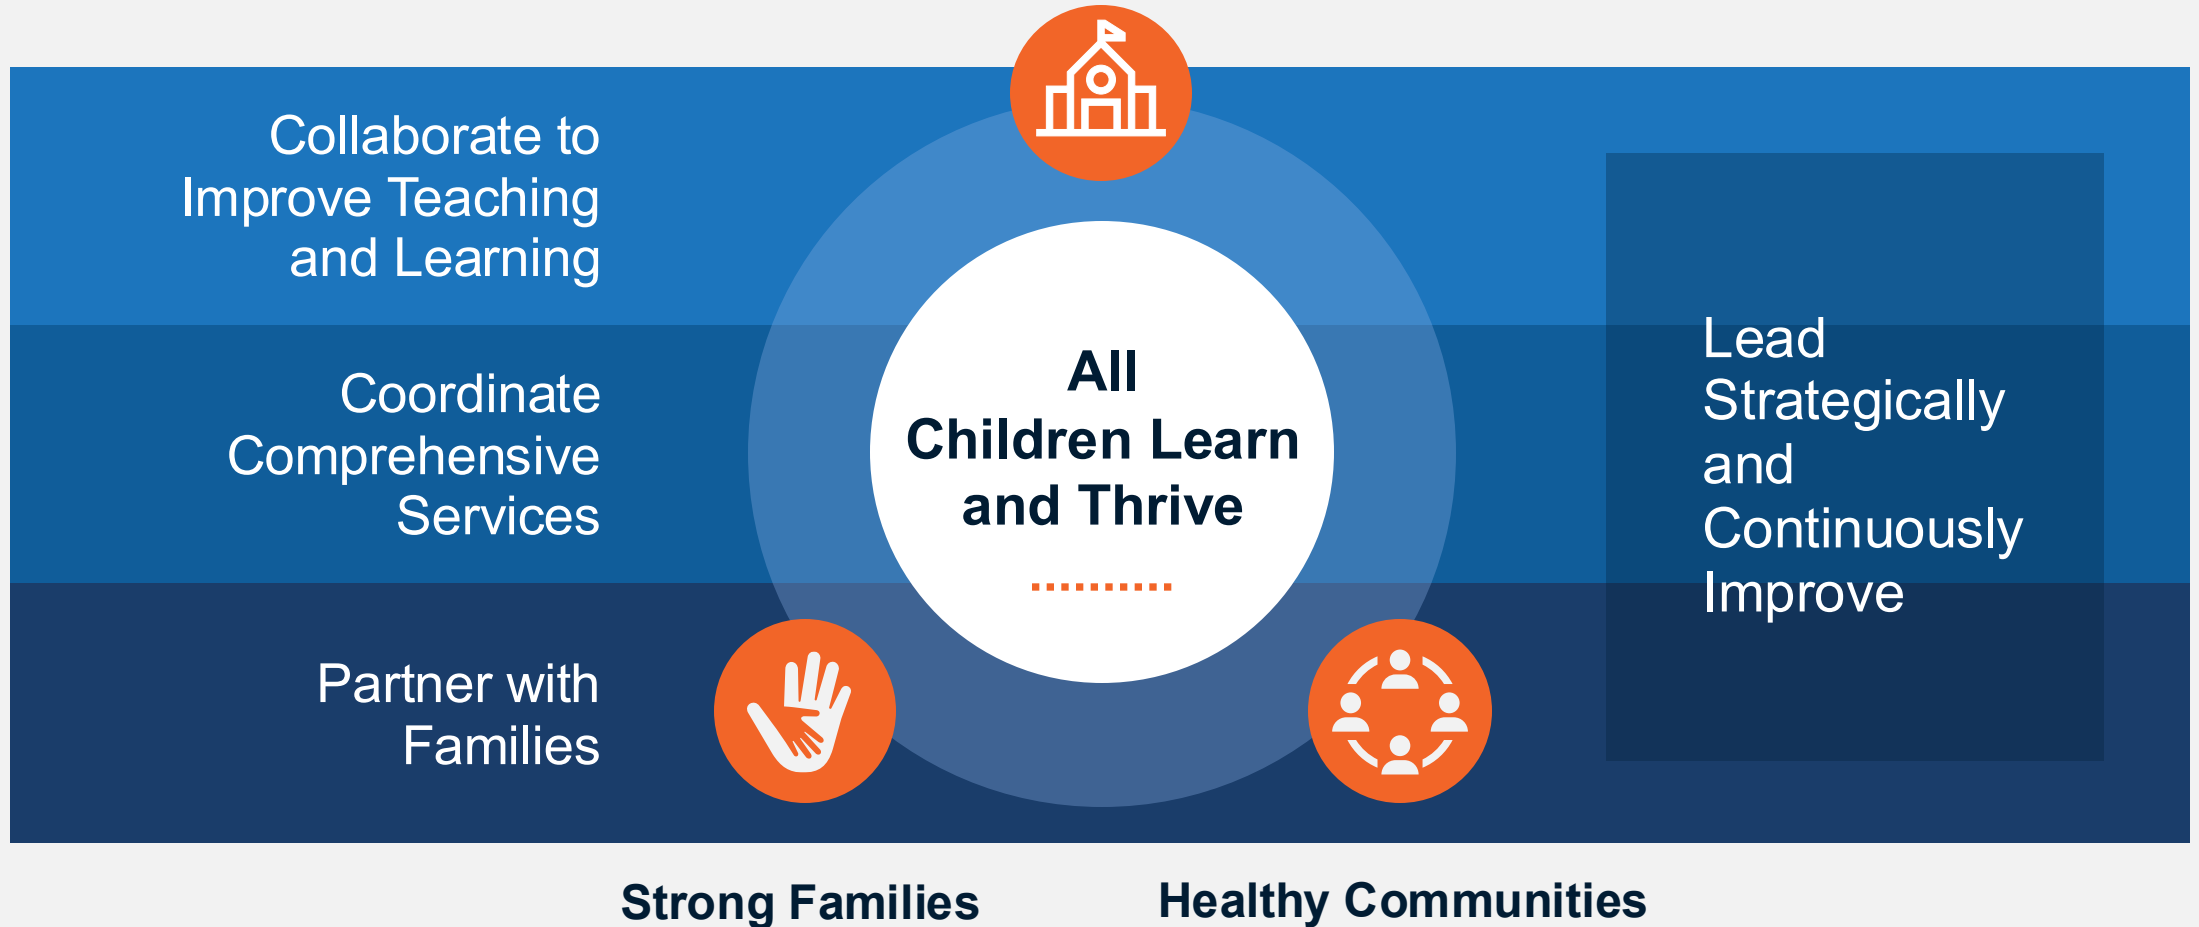 Collaborate to
Improve Teaching
and Learning
Coordinate
Comprehensive
Services
Partner with
Families
All
Children Learn
and Thrive
Lead
Strategically
and
Continuously
Improve
Strong Families
Healthy Communities